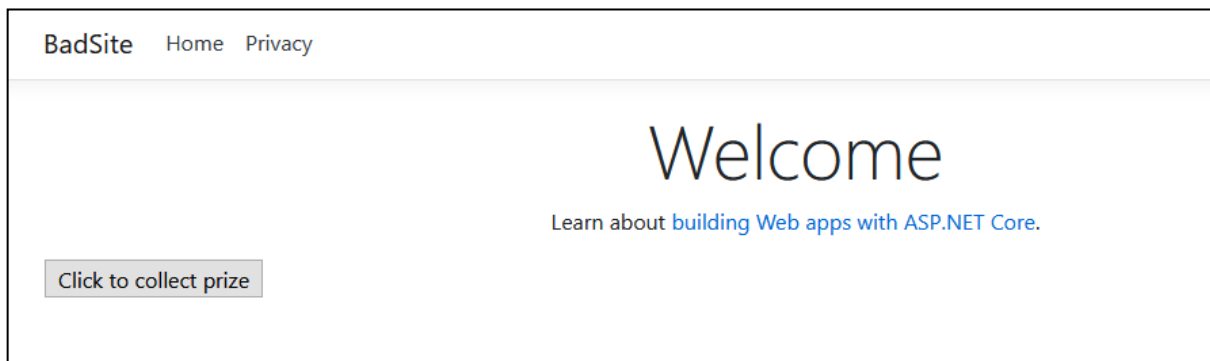 BadSite Home Privacy
Welcome
Learn about building Web apps with ASP.NET Core.
Click to collect prize